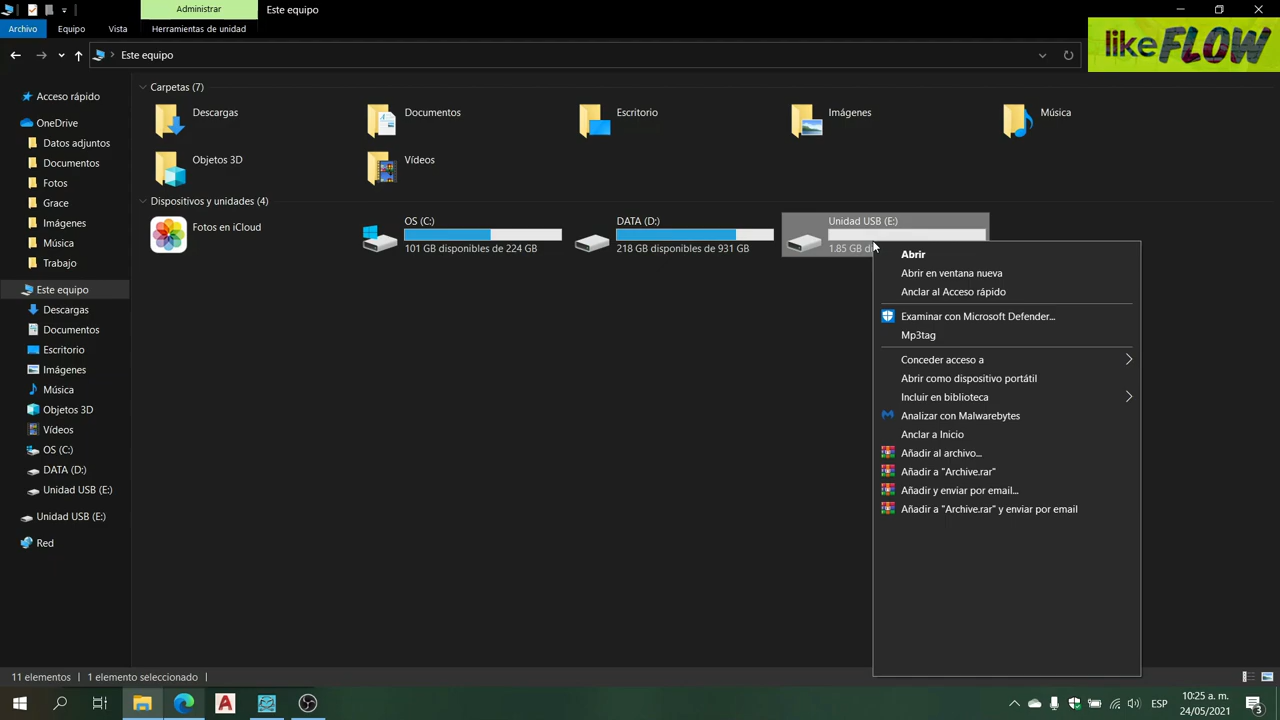 Administrar
Este equipo
Archivo
Equipo
Vista
Herramientas de unidad
likeFLOW
Este equipo
Acceso rápido
OneDrive
Datos adjuntos
Documentos
Fotos
Grace
Imágenes
Música
Trabajo
Este equipo
Descargas
Documentos
Escritorio
Imágenes
Música
Objetos 3D
Vídeos
OS (C:)
DATA (D:)
Unidad USB (E:)
Unidad USB (E:)
Red
Carpetas (7)
Descargas
Documentos
Escritorio
Imágenes
Música
Objetos 3D
Vídeos
Dispositivos y unidades (4)
Fotos en iCloud
OS (C:)
101 GB disponibles de 224 GB
DATA (D:)
218 GB disponibles de 931 GB
Unidad USB (E:)
1.85 GB
Abrir
Abrir en ventana nueva
Anclar al Acceso rápido
Examinar con Microsoft Defender...
Mp3tag
Conceder acceso a
Abrir como dispositivo portátil
Incluir en biblioteca
Analizar con Malwarebytes
Anclar a Inicio
Añadir al archivo...
Añadir a "Archive.rar"
Añadir y enviar por email...
Añadir a "Archive.rar" y enviar por email
11 elementos
1 elemento seleccionado
ESP
10:25 a. m.
24/05/2021
3